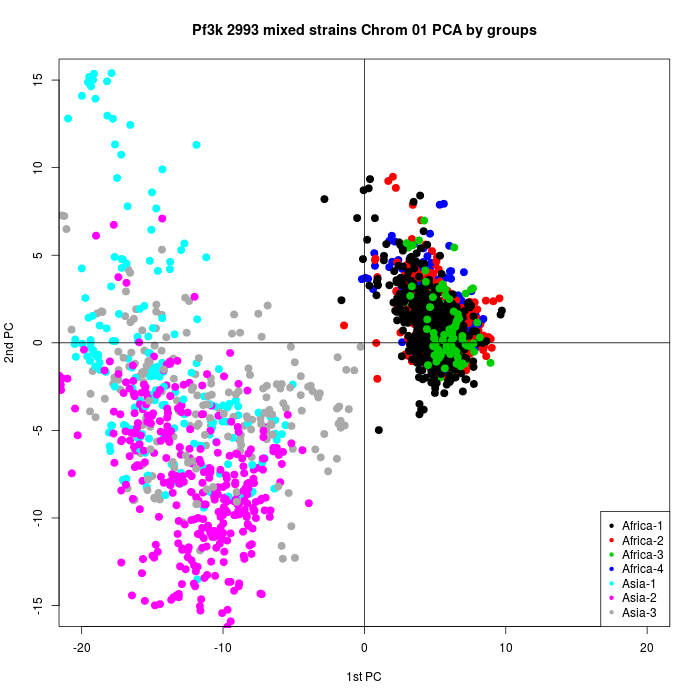 Pf3k 2993 mixed strains Chrom 01 PCA by groups
2nd PC
15
10
5
0
-5
-10
-15
Africa-1
Africa-2
Africa-3
Africa-4
Asia-1
Asia-2
Asia-3
-20
-10
0
10
20
1st PC